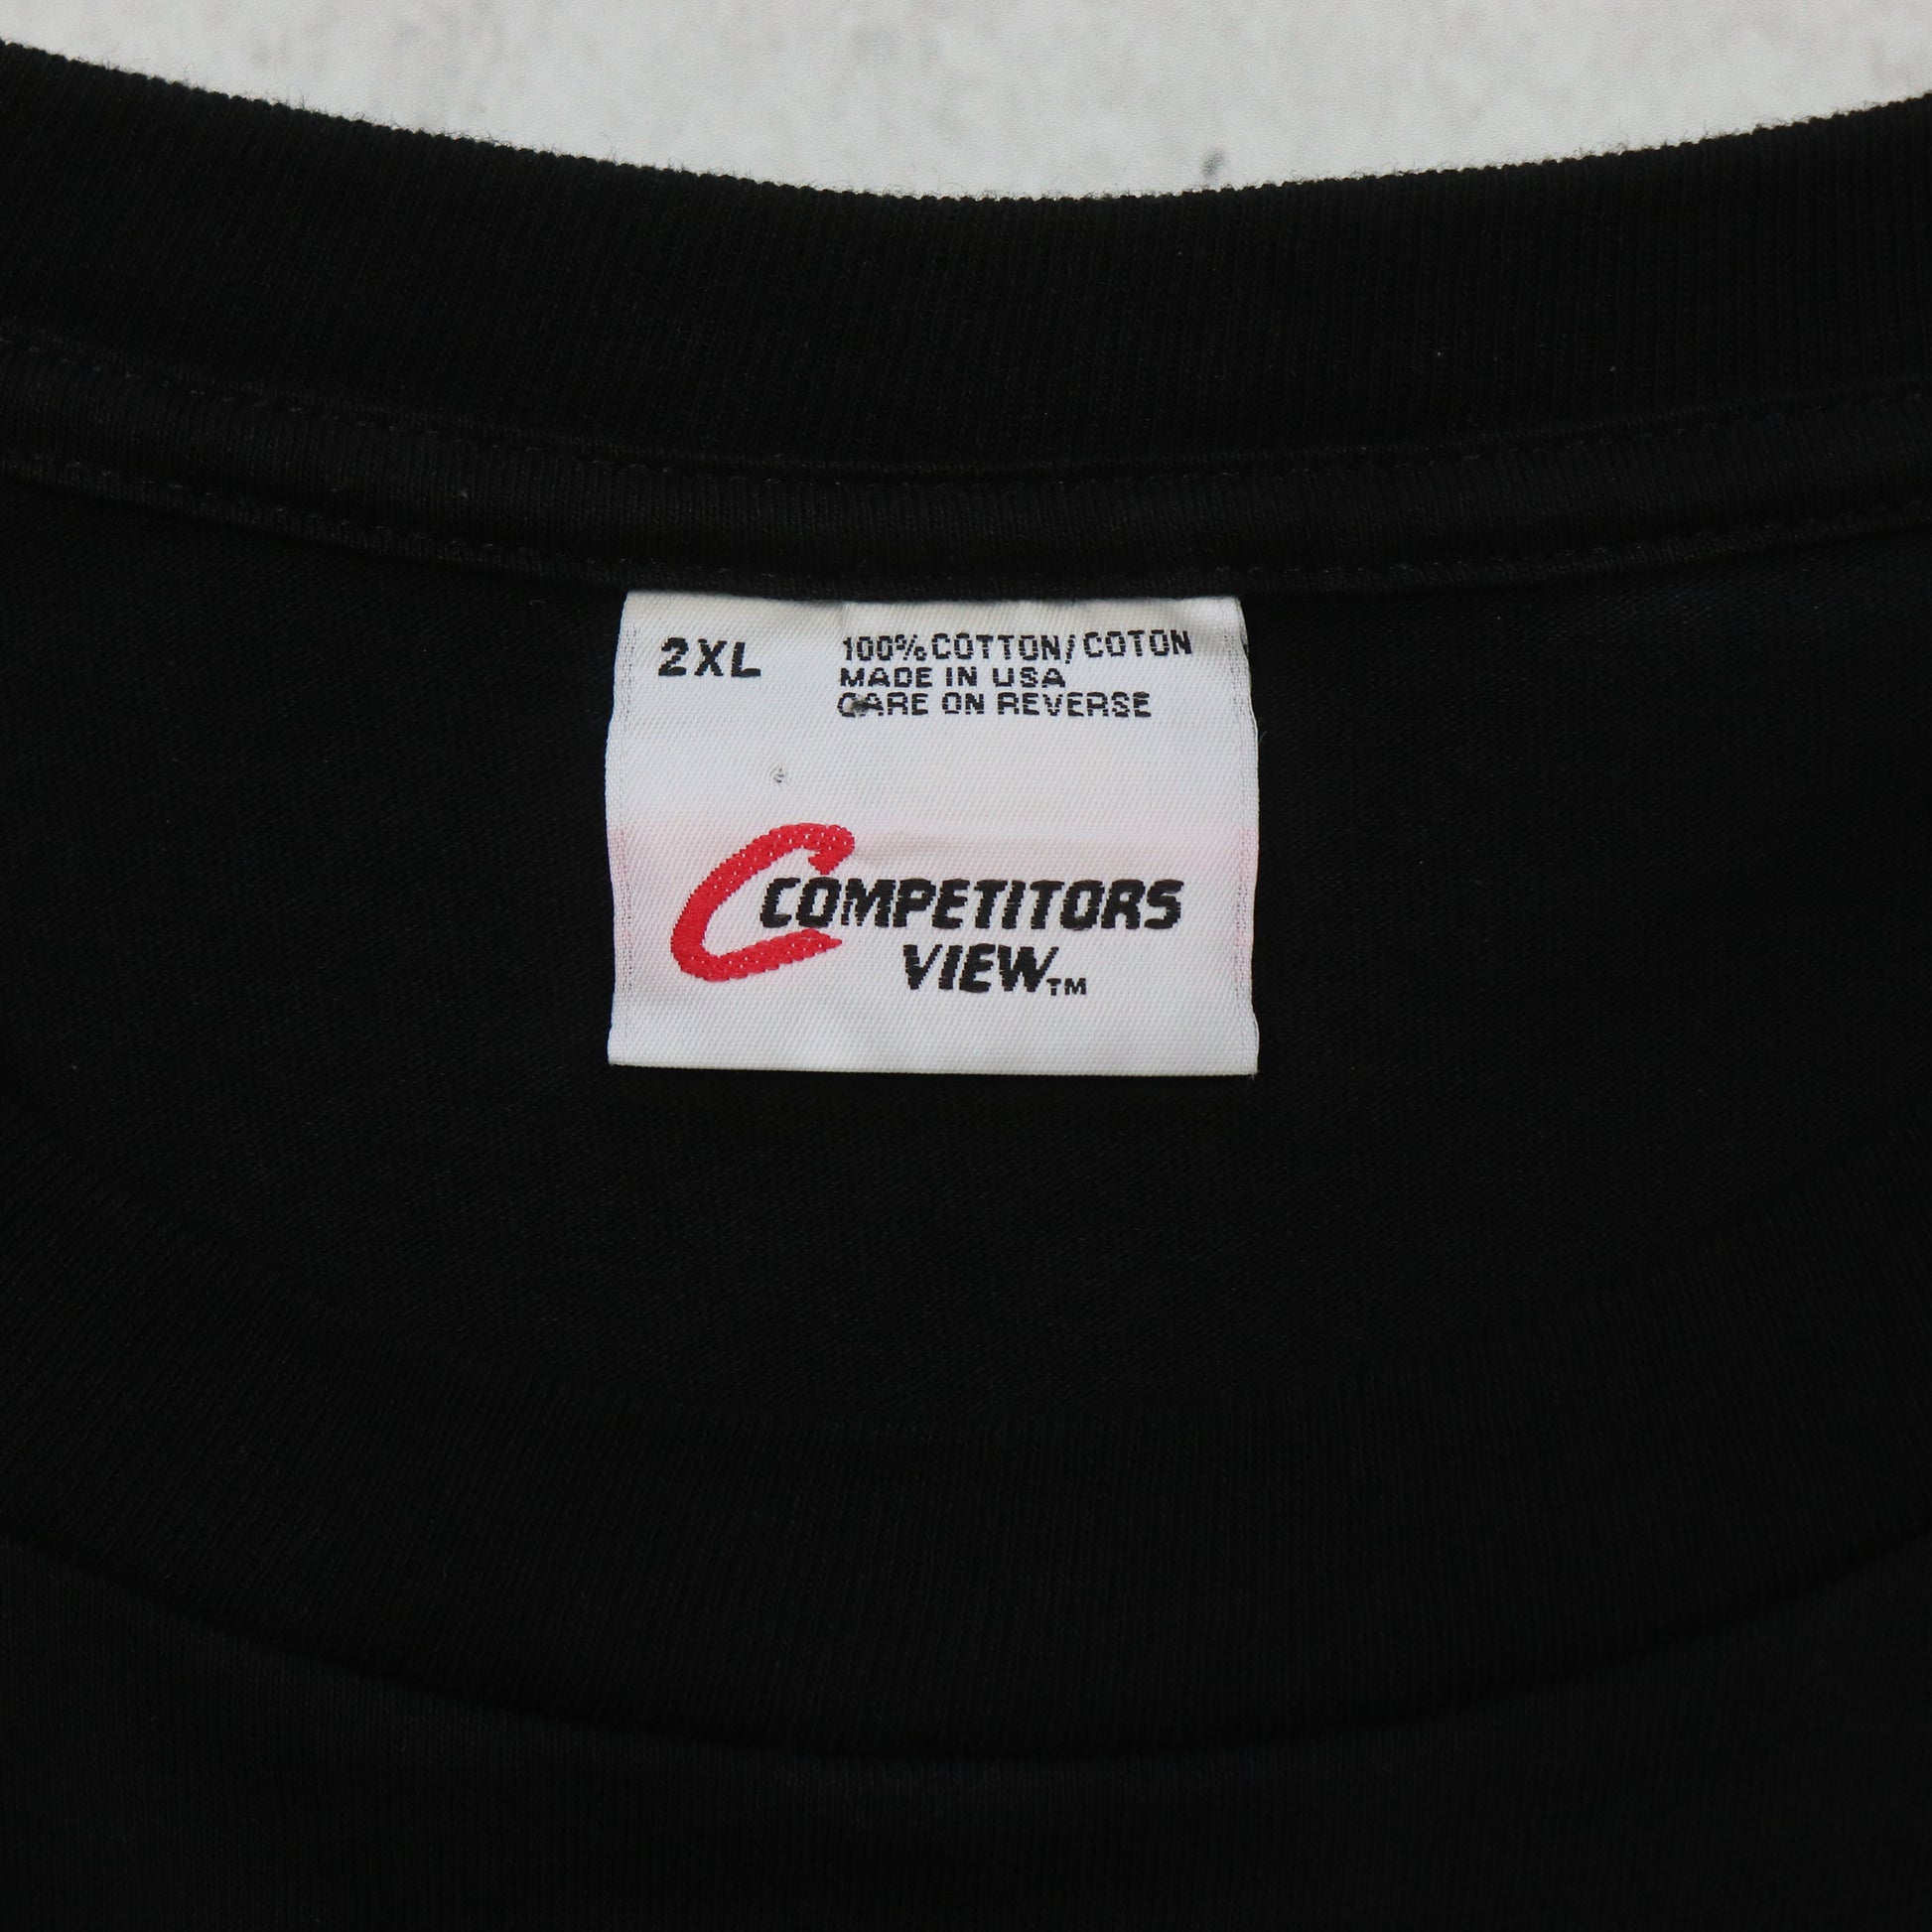 2XL
100% COTTON/COTON
MADE IN USA
CARE ON REVERSE
COMPETITORS
VIEW™